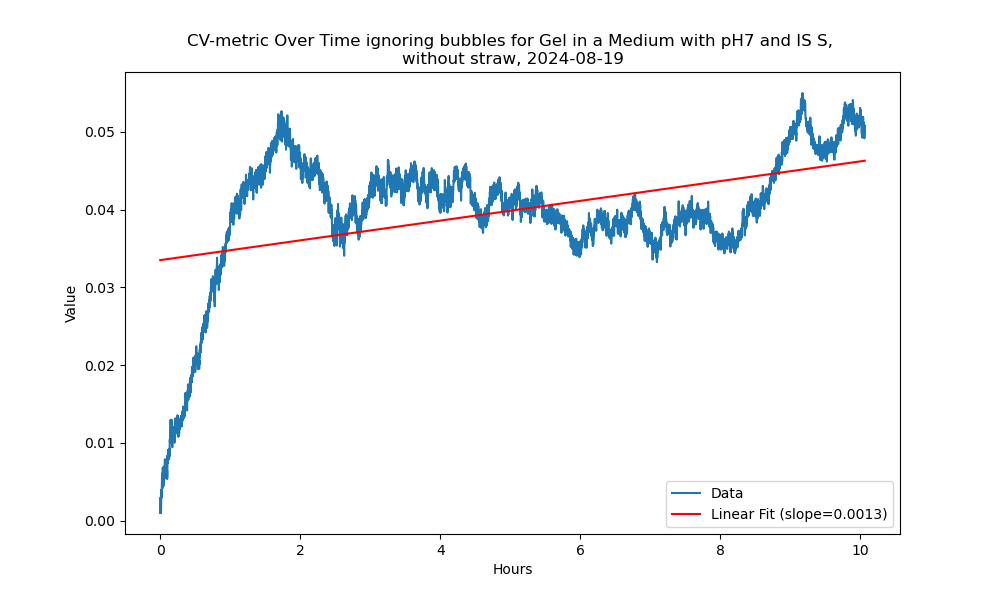 CV-metric Over Time ignoring bubbles for Gel in a Medium with pH7 and IS S,
without straw, 2024-08-19
Value
0.05
0.04
0.03
0.02
0.01
0.00
0
2
4
6
8
10
Hours
Data
Linear Fit (slope=0.0013)